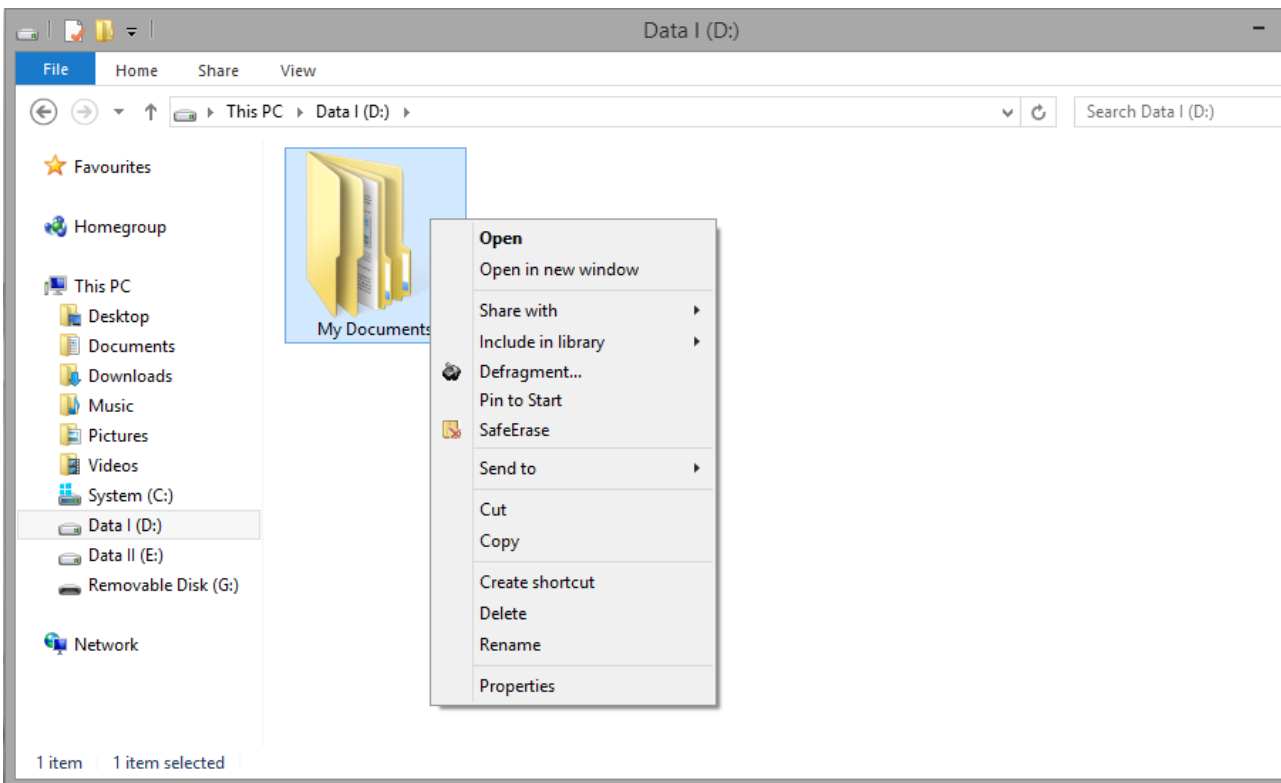 Data I (D:)
File Home Share View
This PC Data I (D:)
Search Data I (D:)
Favourites
Homegroup
This PC
Desktop
Documents
Downloads
Music
Pictures
Videos
System (C:)
Data I (D:)
Data II (E:)
Removable Disk (G:)
Network
My Documents
Open
Open in new window
Share with
Include in library
Defragment...
Pin to Start
SafeErase
Send to
Cut
Copy
Create shortcut
Delete
Rename
Properties
1 item 1 item selected